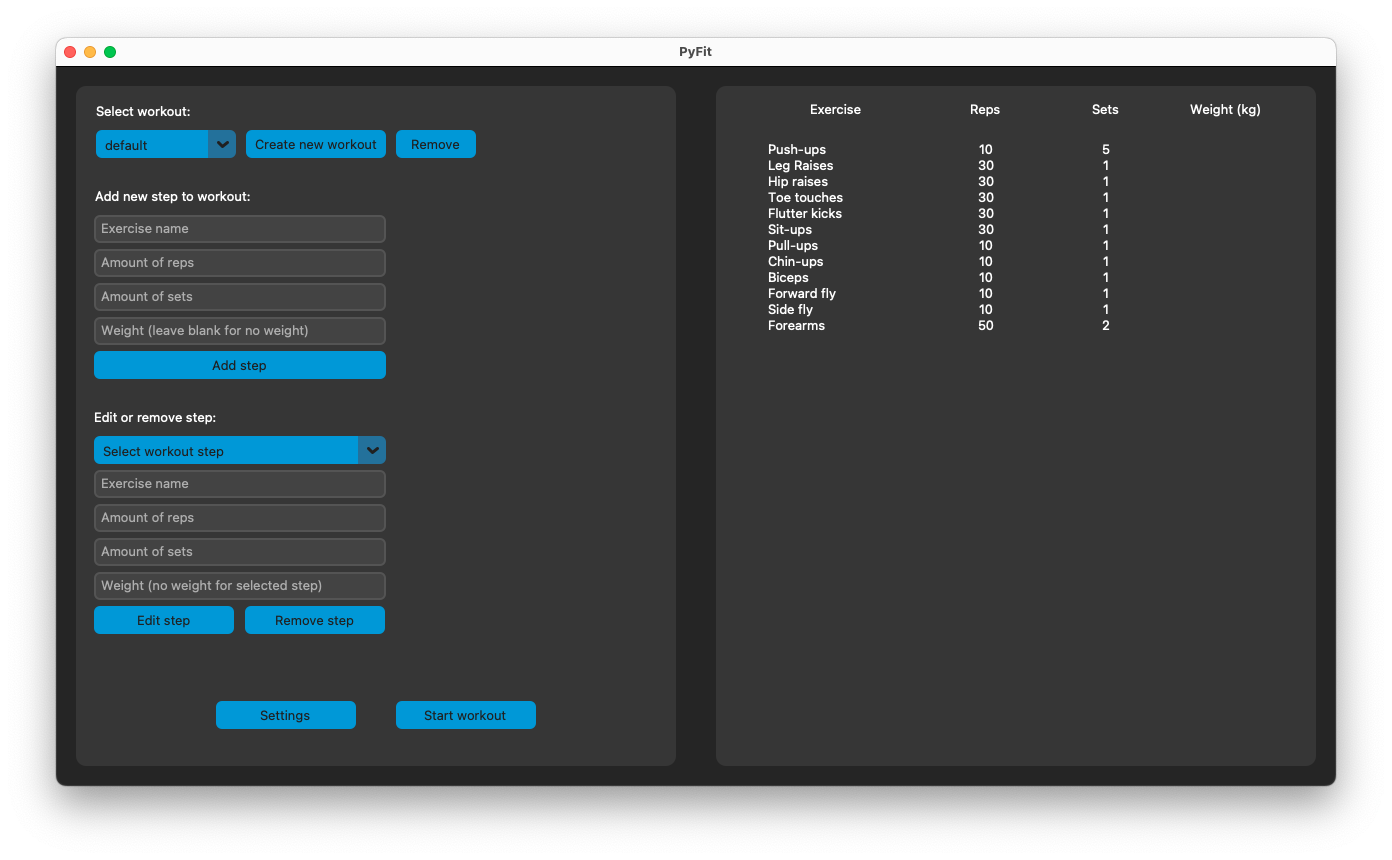 PyFit
Select workout:
default
Create new workout
Remove
Add new step to workout:
Exercise name
Amount of reps
Amount of sets
Weight (leave blank for no weight)
Add step
Edit or remove step:
Select workout step
Exercise name
Amount of reps
Amount of sets
Weight (no weight for selected step)
Edit step
Remove step
Settings
Start workout
Exercise Reps Sets Weight (kg)
Push-ups 10 5
Leg Raises 30 1
Hip raises 30 1
Toe touches 30 1
Flutter kicks 30 1
Sit-ups 30 1
Pull-ups 10 1
Chin-ups 10 1
Biceps 10 1
Forward fly 10 1
Side fly 10 1
Forearms 50 2